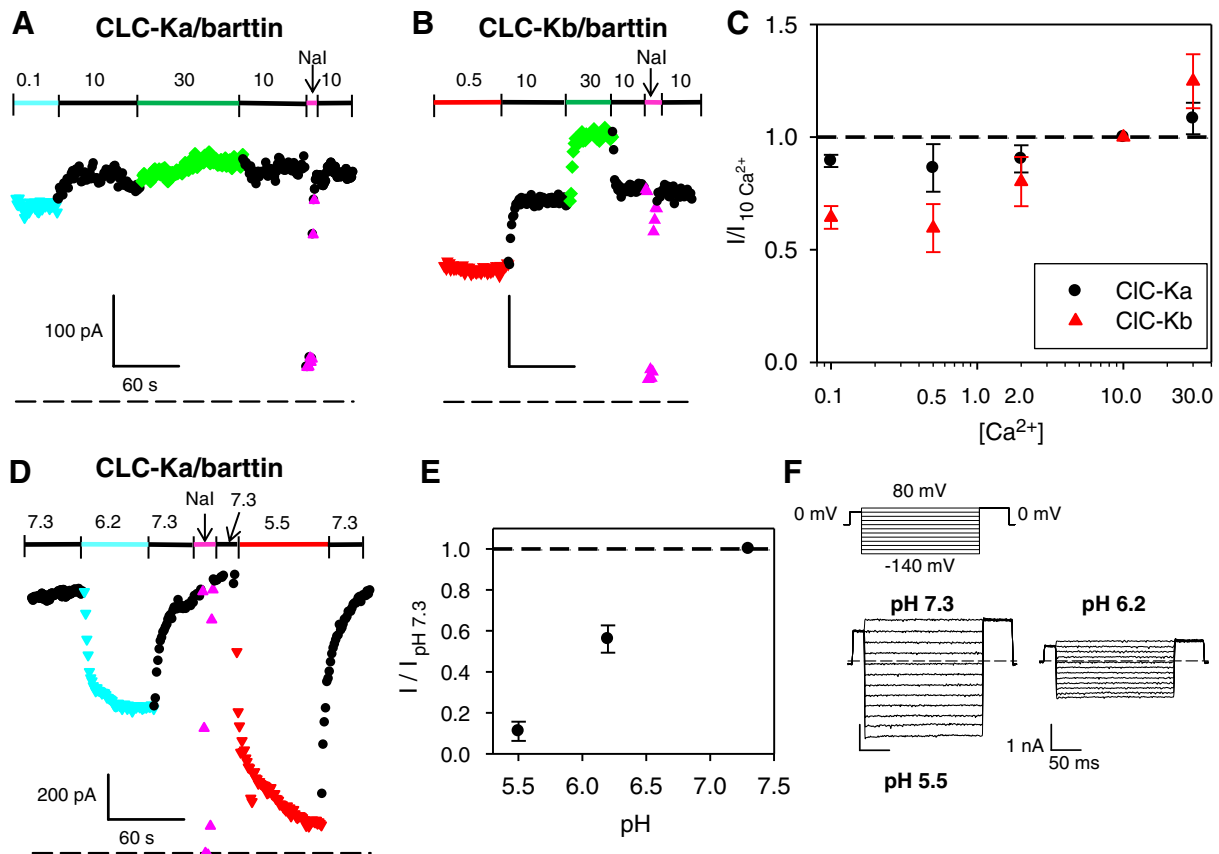 A
CLC-Ka/barttin
NaI
0.1 10 30 10 10
100 pA
60 s
B
CLC-Kb/barttin
NaI
0.5 10 30 10 10
C
1.5
1.0
0.5
0.0
I/I10 Ca2+
ClC-Ka
ClC-Kb
0.1 0.5 1.0 2.0 10.0 30.0
[Ca2+]
D
CLC-Ka/barttin
NaI 7.3
7.3 6.2 7.3 5.5 7.3
200 pA
60 s
E
1.0
0.8
0.6
0.4
0.2
0.0
I / IpH 7.3
5.5 6.0 6.5 7.0 7.5
pH
F
80 mV
0 mV 0 mV
-140 mV
pH 7.3 pH 6.2
1 nA
50 ms
pH 5.5